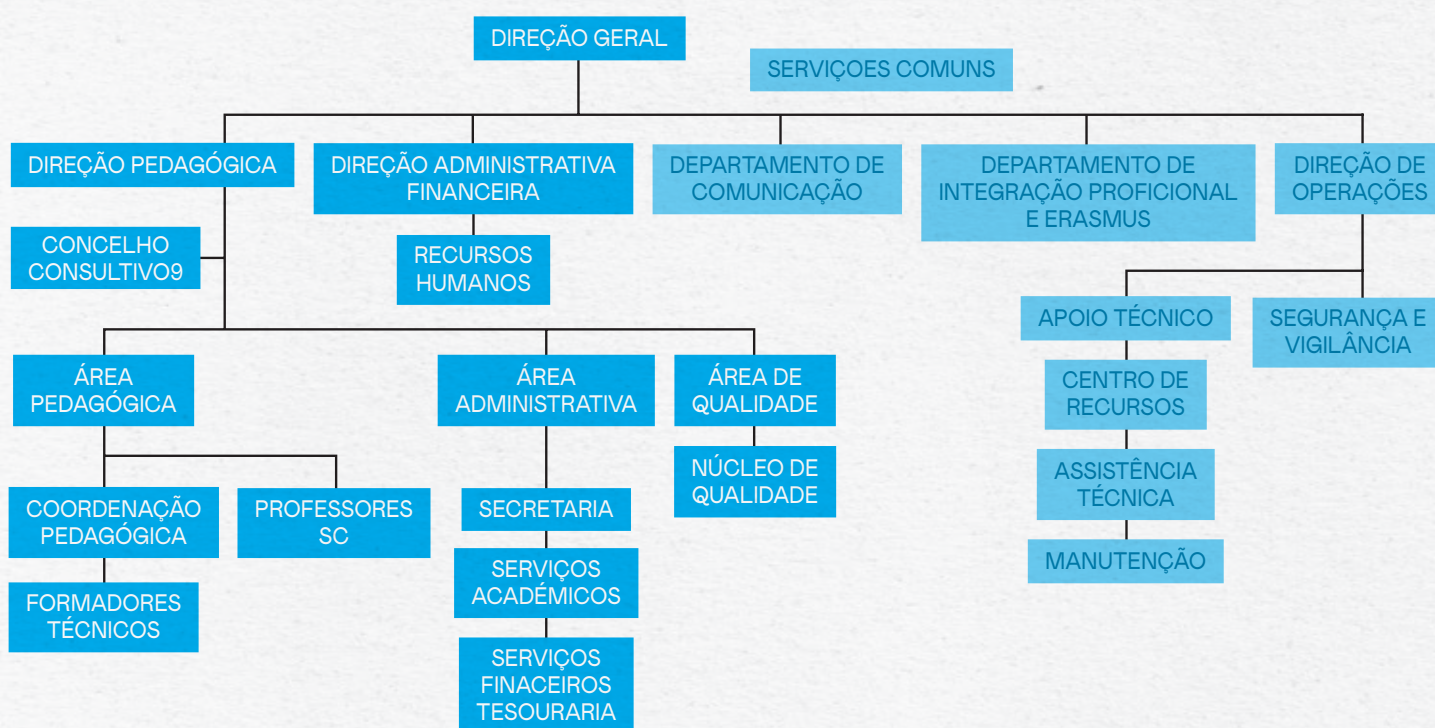 DIREÇÃO GERAL
SERVIÇOES COMUNS
DIREÇÃO PEDAGÓGICA
DIREÇÃO ADMINISTRATIVA
FINANCEIRA
DEPARTAMENTO DE
COMUNICAÇÃO
DEPARTAMENTO DE
INTEGRAÇÃO PROFICIONAL
E ERASMUS
DIREÇÃO DE
OPERAÇÕES
CONCELHO
CONSULTIVO9
RECURSOS
HUMANOS
APOIO TÉCNICO
SEGURANÇA E
VIGILÂNCIA
ÁREA
PEDAGÓGICA
ÁREA
ADMINISTRATIVA
ÁREA DE
QUALIDADE
CENTRO DE
RECURSOS
NÚCLEO DE
QUALIDADE
ASSISTÊNCIA
TÉCNICA
COORDENAÇÃO
PEDAGÓGICA
PROFESSORES
SC
SECRETARIA
MANUTENÇÃO
SERVIÇOS
ACADÉMICOS
FORMADORES
TÉCNICOS
SERVIÇOS
FINACEIROS
TESOURARIA